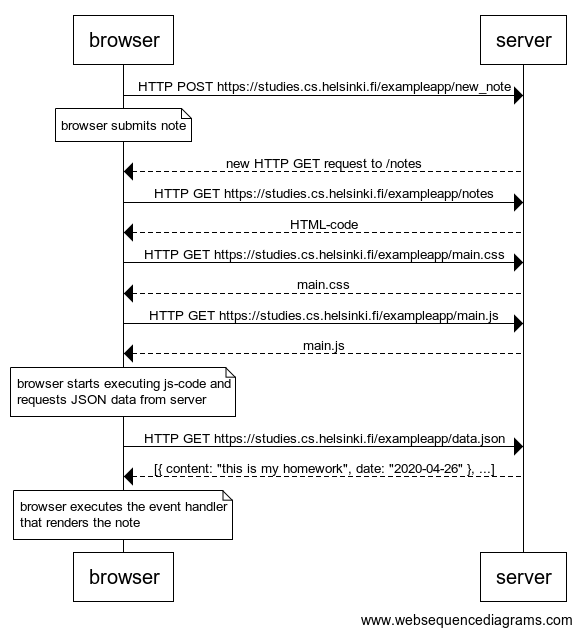 browser server
HTTP POST https://studies.cs.helsinki.fi/exampleapp/new_note
browser submits note
new HTTP GET request to /notes
HTTP GET https://studies.cs.helsinki.fi/exampleapp/notes
HTML-code
HTTP GET https://studies.cs.helsinki.fi/exampleapp/main.css
main.css
HTTP GET https://studies.cs.helsinki.fi/exampleapp/main.js
main.js
browser starts executing js-code and
requests JSON data from server
HTTP GET https://studies.cs.helsinki.fi/exampleapp/data.json
[{ content: "this is my homework", date: "2020-04-26" }, ...]
browser executes the event handler
that renders the note
browser server
www.websequencediagrams.com